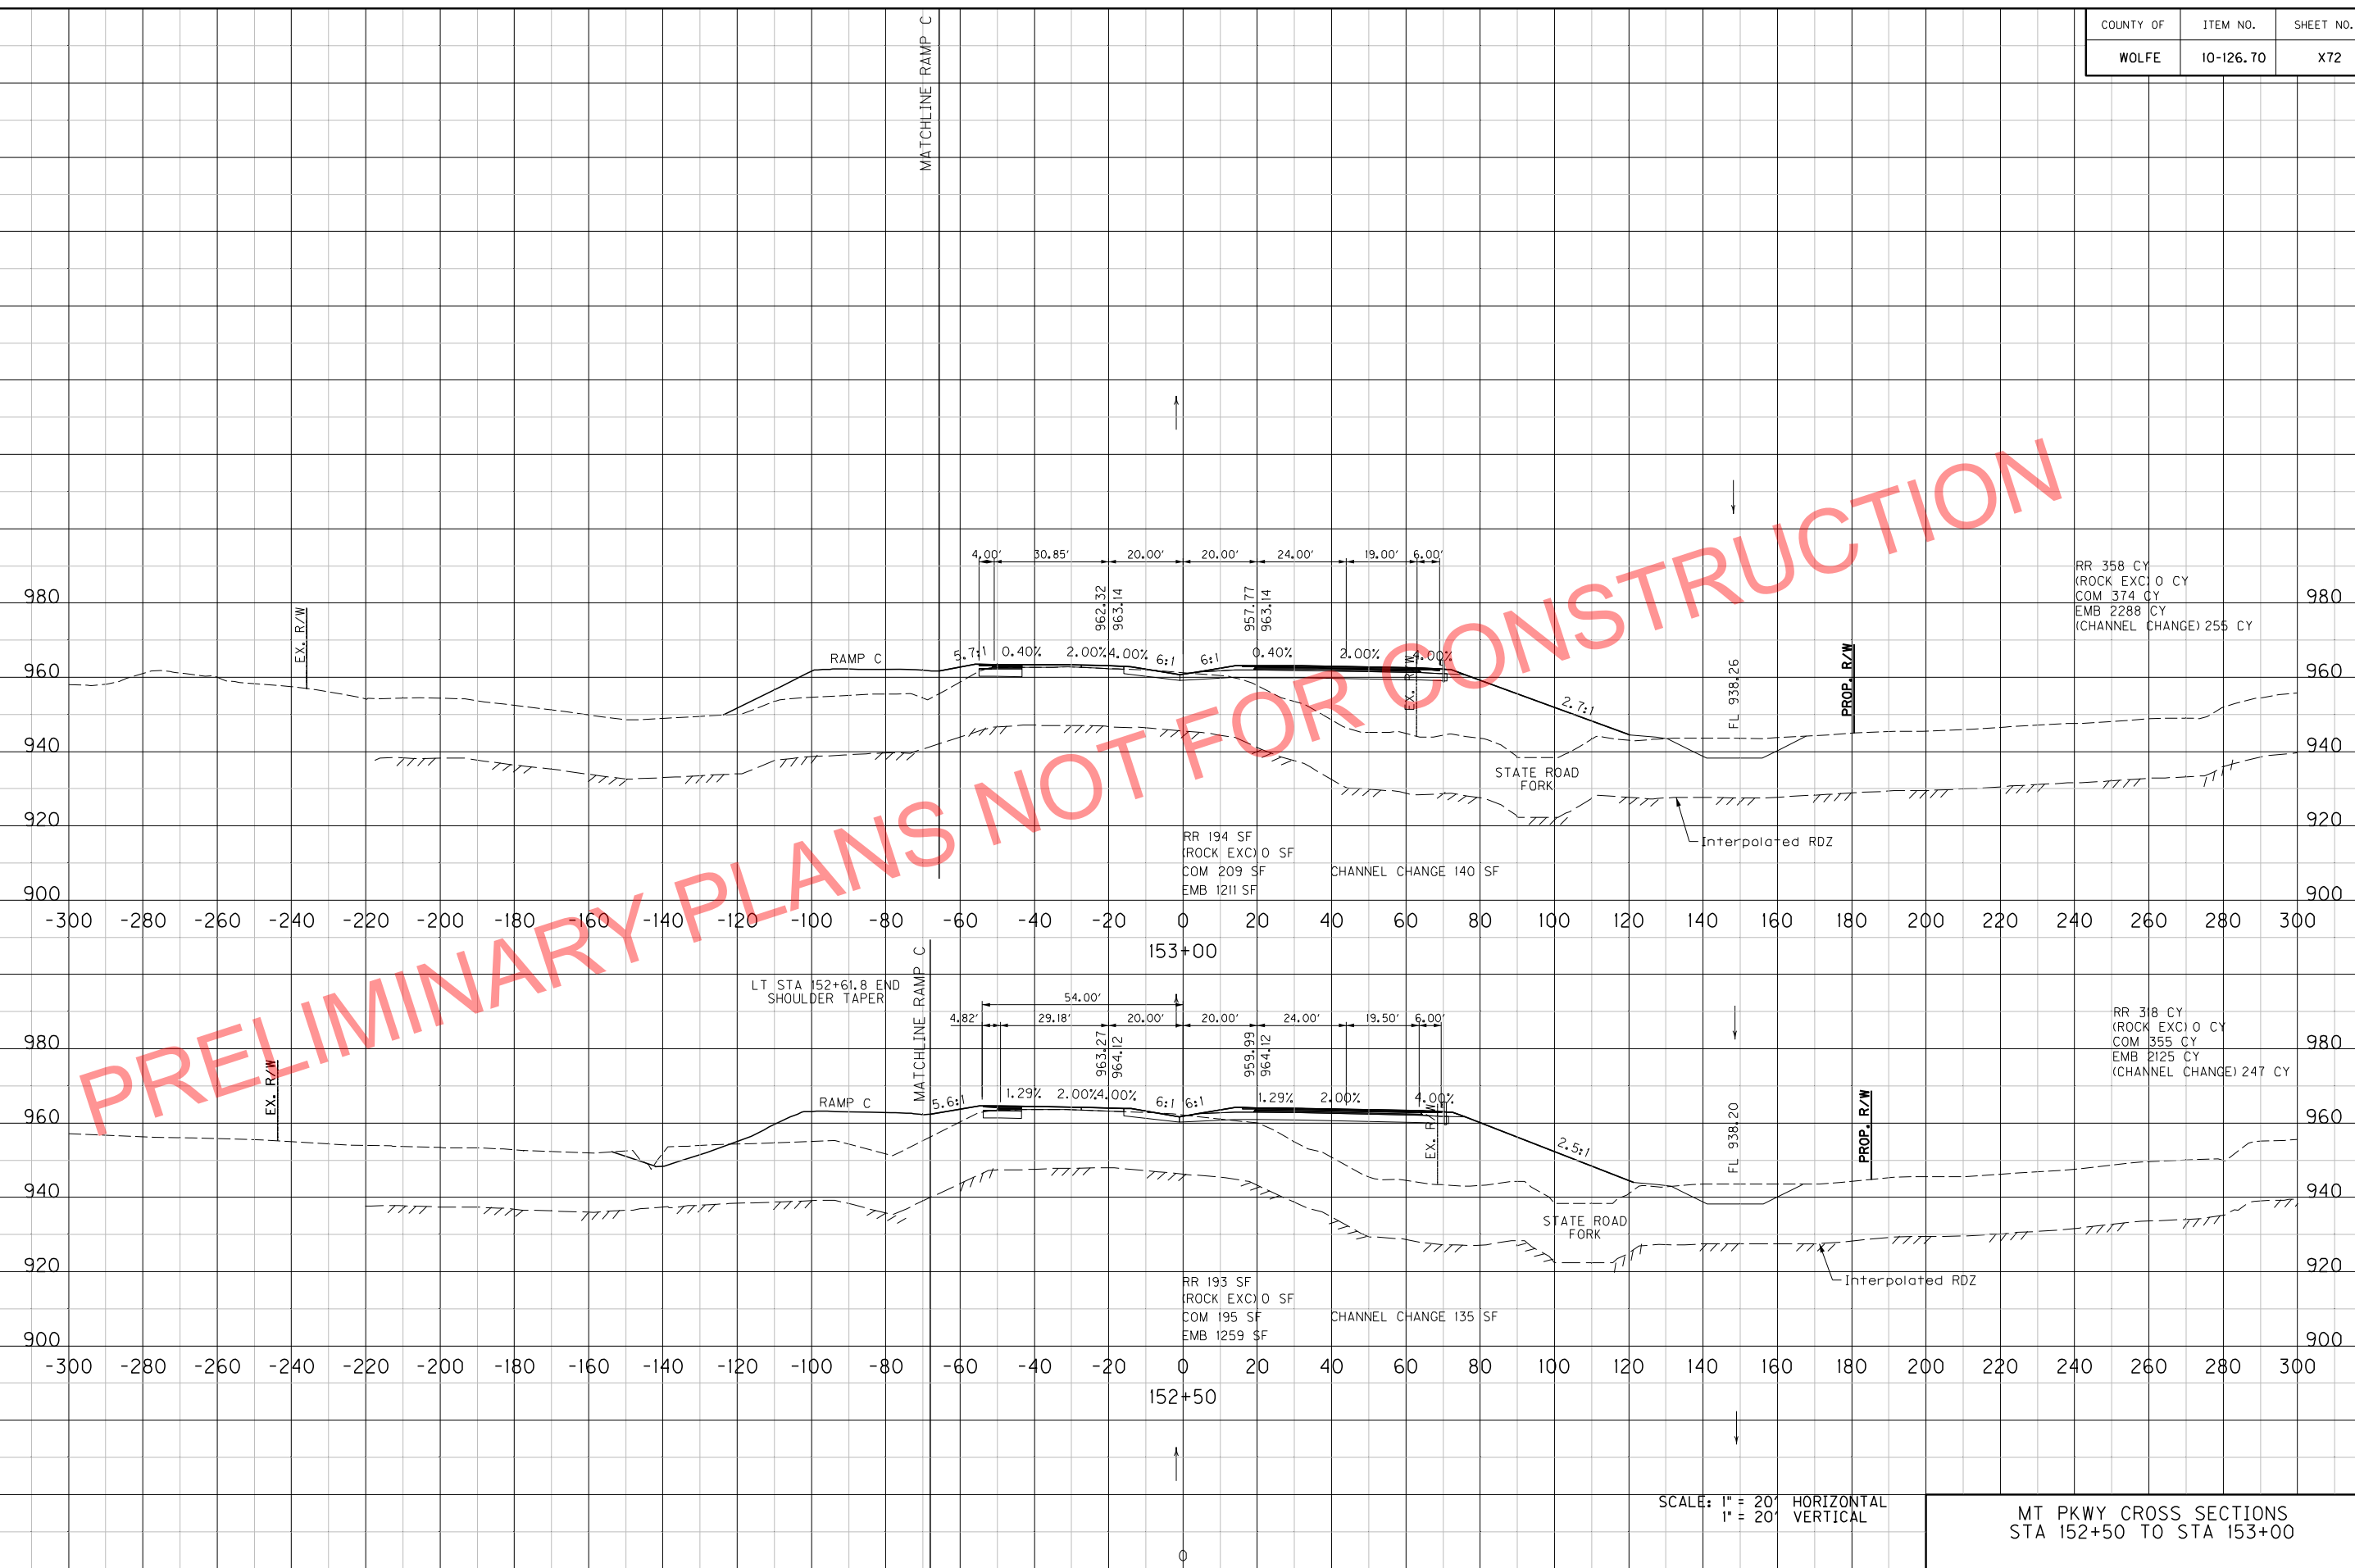 COUNTY OF ITEM NO. SHEET NO.
WOLFE 10-126.70 X72
MATCHLINE RAMP C
4.00' 30.85' 20.00' 20.00' 24.00' 19.00' 6.00'
962.32
963.14
957.77
963.14
RR 358 CY
(ROCK EXC) 0 CY
COM 374 CY
EMB 2288 CY
(CHANNEL CHANGE) 255 CY
980 980
EX. R/W
RAMP C 5.7:1 0.40% 2.00% 4.00% 6:1 6:1 0.40% 2.00% 4.00%
EX. R/W
2.7:1
FL 938.26
PROP. R/W
960 960
940 940
STATE ROAD
FORK
920 920
Interpolated RDZ
RR 194 SF
(ROCK EXC) 0 SF
COM 209 SF CHANNEL CHANGE 140 SF
EMB 1211 SF
900 900
-300 -280 -260 -240 -220 -200 -180 -160 -140 -120 -100 -80 -60 -40 -20 0 20 40 60 80 100 120 140 160 180 200 220 240 260 280 300
153+00
PRELIMINARY PLANS NOT FOR CONSTRUCTION
MATCHLINE RAMP C
LT STA 152+61.8 END
SHOULDER TAPER
54.00'
4.82' 29.18' 20.00' 20.00' 24.00' 19.50' 6.00'
963.27
964.12
959.99
964.12
RR 318 CY
(ROCK EXC) 0 CY
COM 355 CY
EMB 2125 CY
(CHANNEL CHANGE) 247 CY
980 980
EX. R/W
RAMP C 5.6:1 1.29% 2.00% 4.00% 6:1 6:1 1.29% 2.00% 4.00%
EX. R/W
2.5:1
FL 938.20
PROP. R/W
960 960
940 940
STATE ROAD
FORK
920 920
Interpolated RDZ
RR 193 SF
(ROCK EXC) 0 SF
COM 195 SF CHANNEL CHANGE 135 SF
EMB 1259 SF
900 900
-300 -280 -260 -240 -220 -200 -180 -160 -140 -120 -100 -80 -60 -40 -20 0 20 40 60 80 100 120 140 160 180 200 220 240 260 280 300
152+50
SCALE: 1" = 20' HORIZONTAL
1" = 20' VERTICAL
MT PKWY CROSS SECTIONS
STA 152+50 TO STA 153+00
0